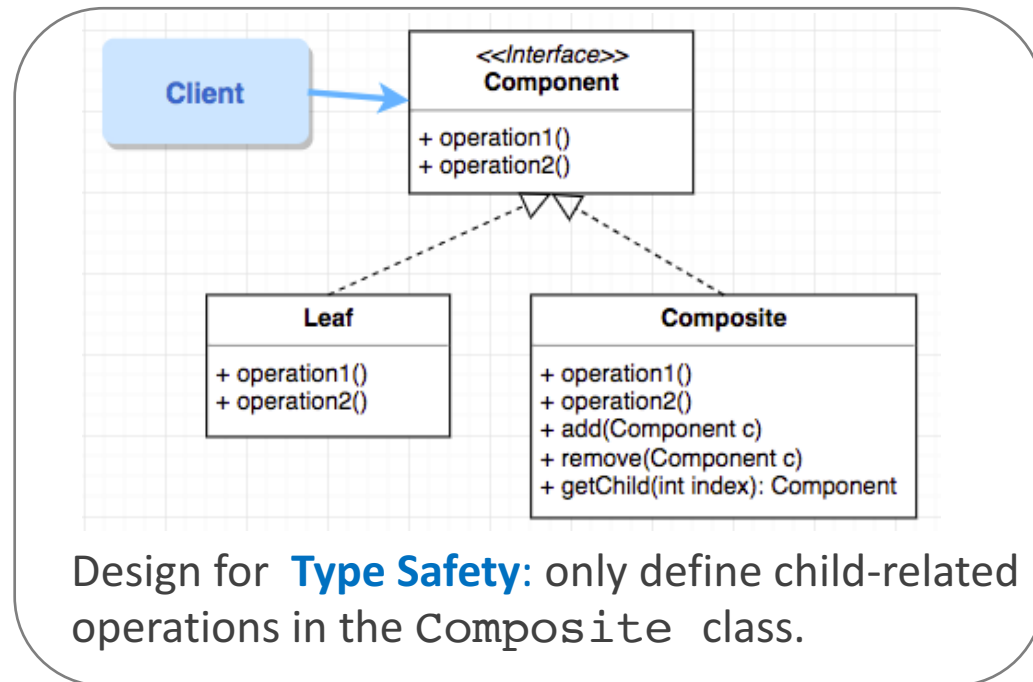 Client
<<Interface>>
Component
+ operation1()
+ operation2()
Leaf
+ operation1()
+ operation2()
Composite
+ operation1()
+ operation2()
+ add(Component c)
+ remove(Component c)
+ getChild(int index): Component
Design for Type Safety: only define child-related
operations in the Composite class.